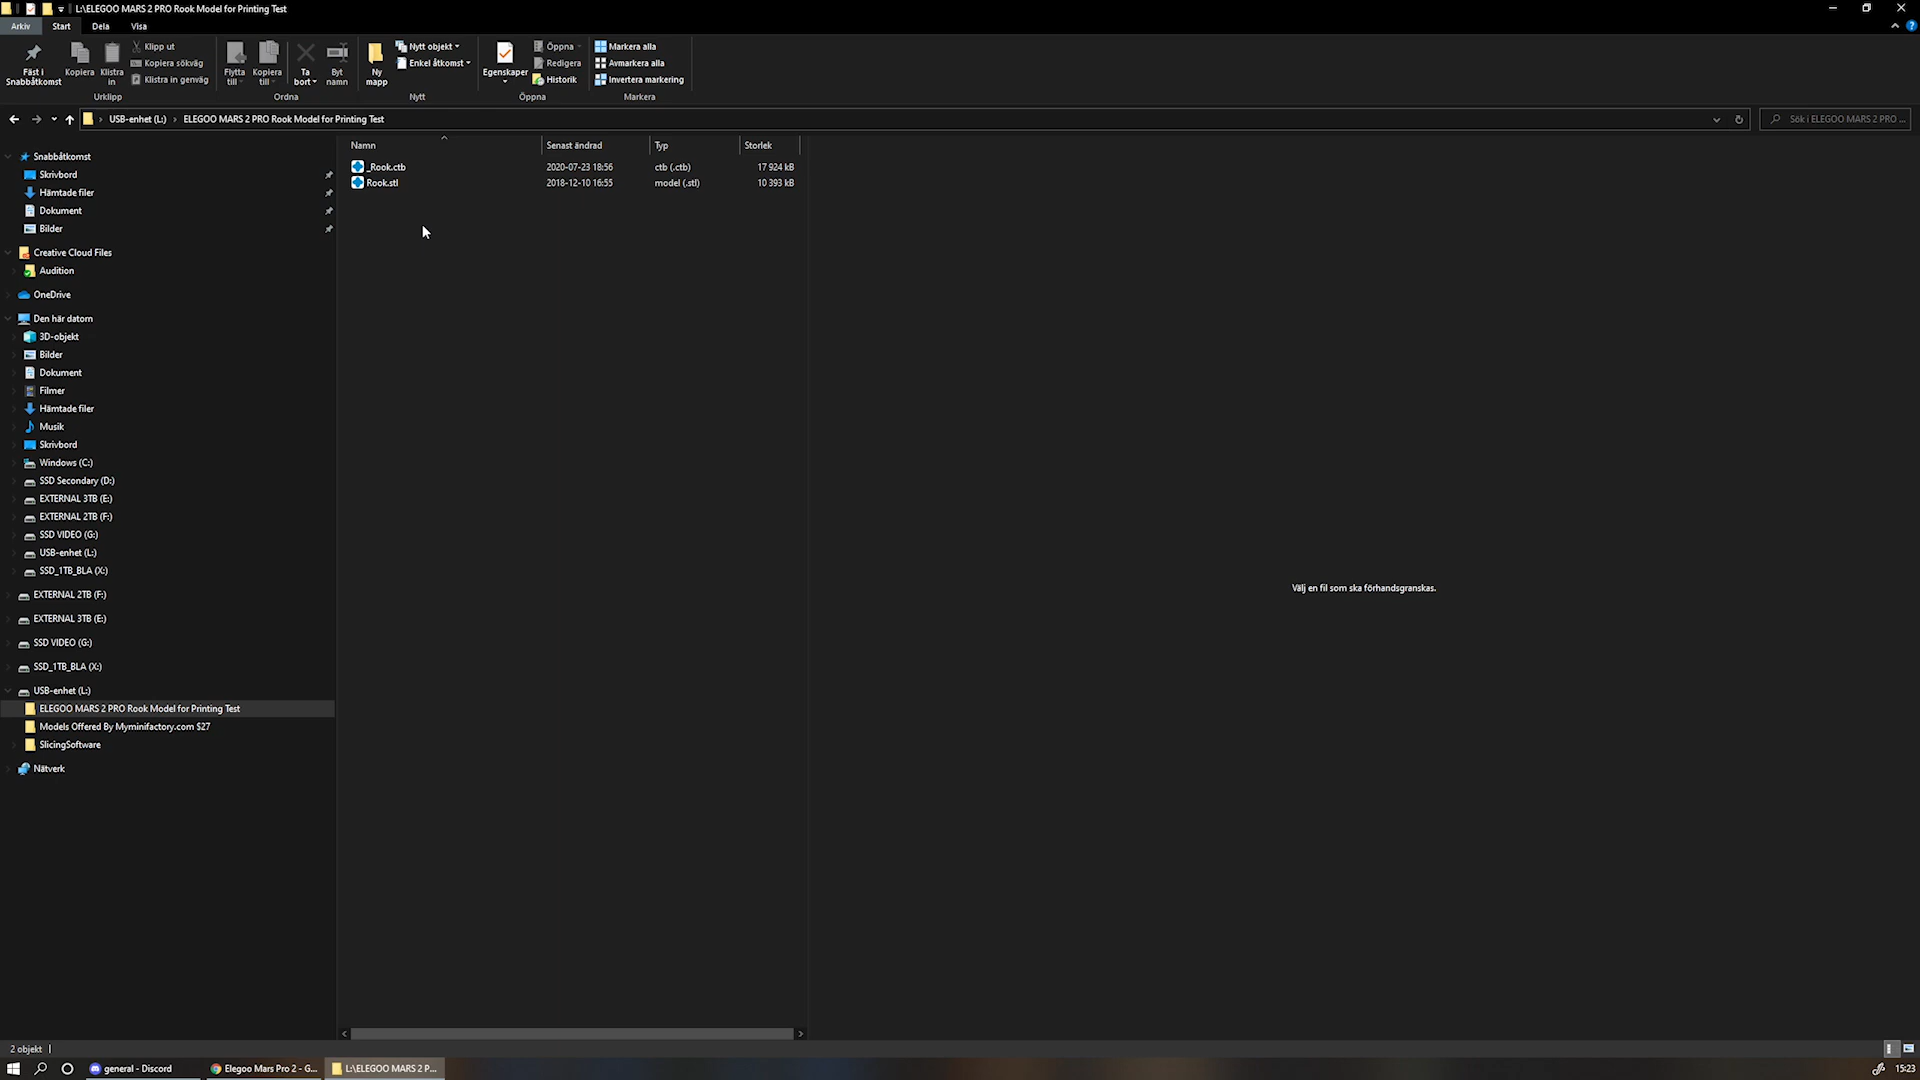 L:\ELEGOO MARS 2 PRO Rook Model for Printing Test
Arkiv Start Dela Visa
Fäst i Snabbåtkomst
Kopiera
Klistra in
Klipp ut
Kopiera sökväg
Klistra in genväg
Urklipp
Flytta till
Kopiera till
Ta bort
Byt namn
Ordna
Ny mapp
Nytt objekt
Enkel åtkomst
Nytt
Egenskaper
Öppna
Redigera
Historik
Öppna
Markera alla
Avmarkera alla
Invertera markering
Markera
USB-enhet (L:) ELEGOO MARS 2 PRO Rook Model for Printing Test
Sök i ELEGOO MARS 2 PRO ...
Snabbåtkomst
Skrivbord
Hämtade filer
Dokument
Bilder
Creative Cloud Files
Audition
OneDrive
Den här datorn
3D-objekt
Bilder
Dokument
Filmer
Hämtade filer
Musik
Skrivbord
Windows (C:)
SSD Secondary (D:)
EXTERNAL 3TB (E:)
EXTERNAL 2TB (F:)
SSD VIDEO (G:)
USB-enhet (L:)
SSD_1TB_BLA (X:)
EXTERNAL 2TB (F:)
EXTERNAL 3TB (E:)
SSD VIDEO (G:)
SSD_1TB_BLA (X:)
USB-enhet (L:)
ELEGOO MARS 2 PRO Rook Model for Printing Test
Models Offered By Myminifactory.com $27
SlicingSoftware
Nätverk
Namn Senast ändrad Typ Storlek
_Rook.ctb 2020-07-23 18:56 ctb (.ctb) 17 924 kB
Rook.stl 2018-12-10 16:55 model (.stl) 10 393 kB
Välj en fil som ska förhandsgranskas.
2 objekt
general - Discord
Elegoo Mars Pro 2 - G...
L:\ELEGOO MARS 2 P...
15:23